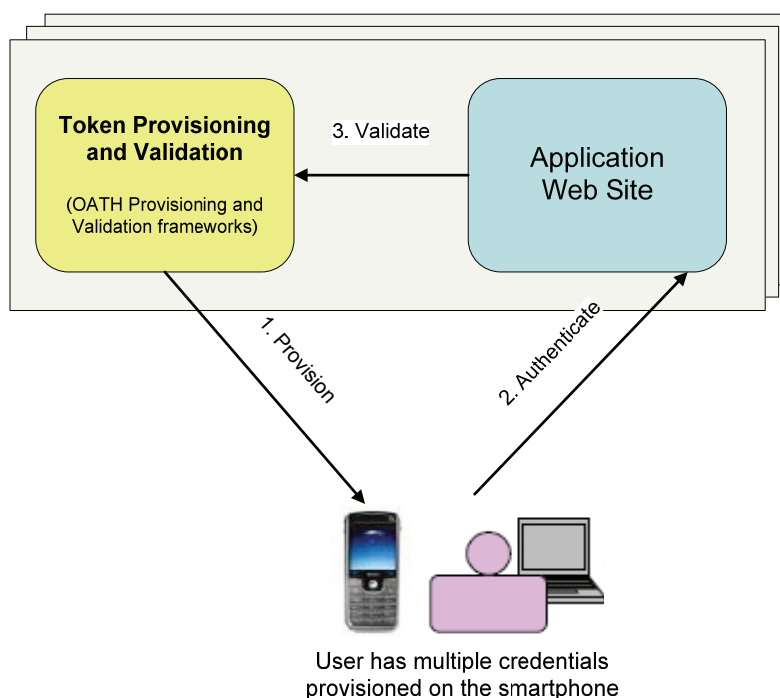 Token Provisioning
and Validation
(OATH Provisioning and
Validation frameworks)
3. Validate
Application
Web Site
1. Provision
2. Authenticate
User has multiple credentials
provisioned on the smartphone